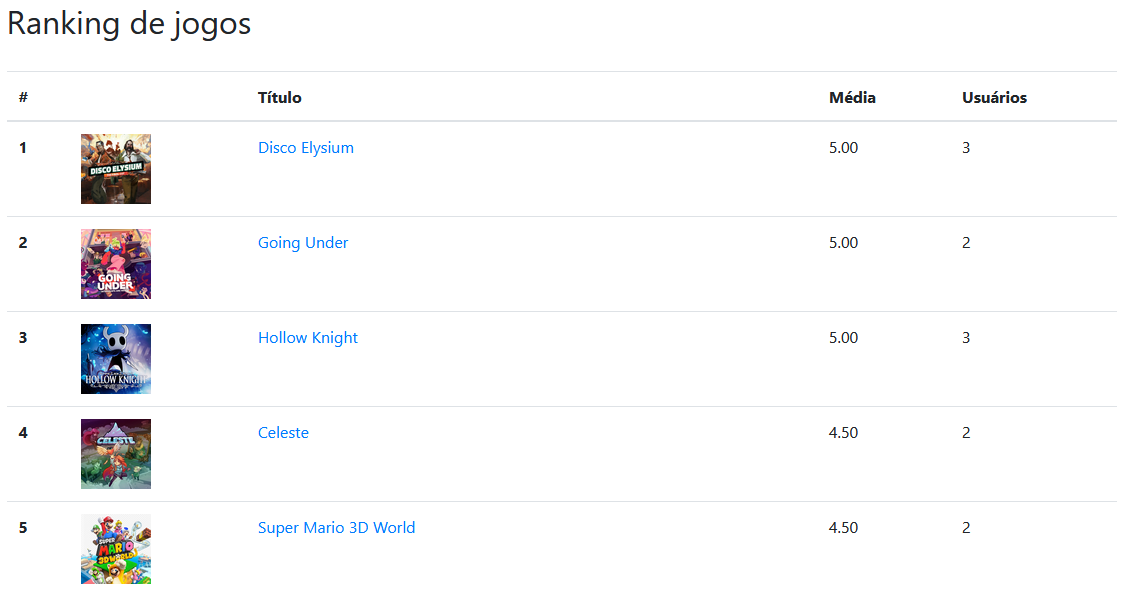 Ranking de jogos
# Título Média Usuários
1 DISCO ELYSIUM Disco Elysium 5.00 3
2 GOING UNDER Going Under 5.00 2
3 HOLLOW KNIGHT Hollow Knight 5.00 3
4 CELESTE Celeste 4.50 2
5 SUPER MARIO 3D WORLD Super Mario 3D World 4.50 2